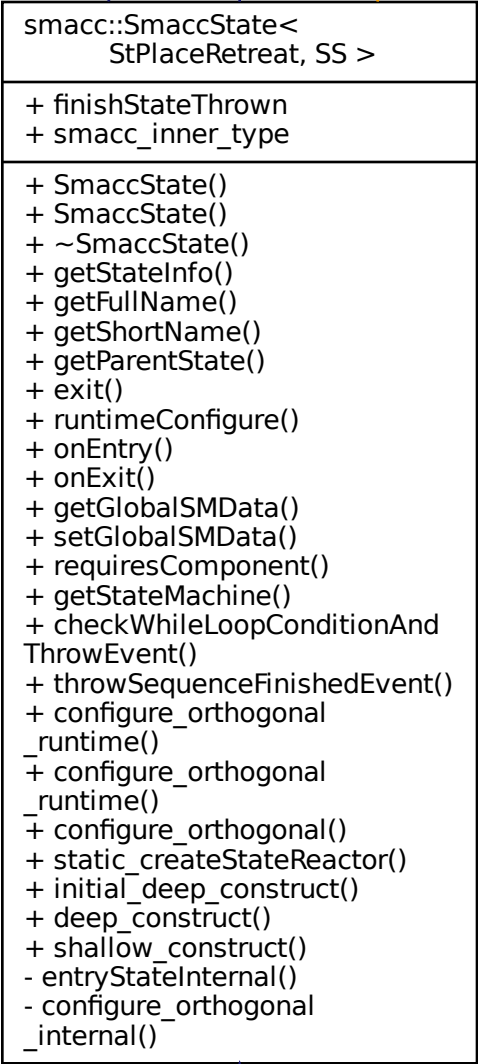 smacc::SmaccState<
StPlaceRetreat, SS >
+ finishStateThrown
+ smacc_inner_type
+ SmaccState()
+ SmaccState()
+ ~SmaccState()
+ getStateInfo()
+ getFullName()
+ getShortName()
+ getParentState()
+ exit()
+ runtimeConfigure()
+ onEntry()
+ onExit()
+ getGlobalSMData()
+ setGlobalSMData()
+ requiresComponent()
+ getStateMachine()
+ checkWhileLoopConditionAnd
ThrowEvent()
+ throwSequenceFinishedEvent()
+ configure_orthogonal
_runtime()
+ configure_orthogonal
_runtime()
+ configure_orthogonal()
+ static_createStateReactor()
+ initial_deep_construct()
+ deep_construct()
+ shallow_construct()
- entryStateInternal()
- configure_orthogonal
_internal()